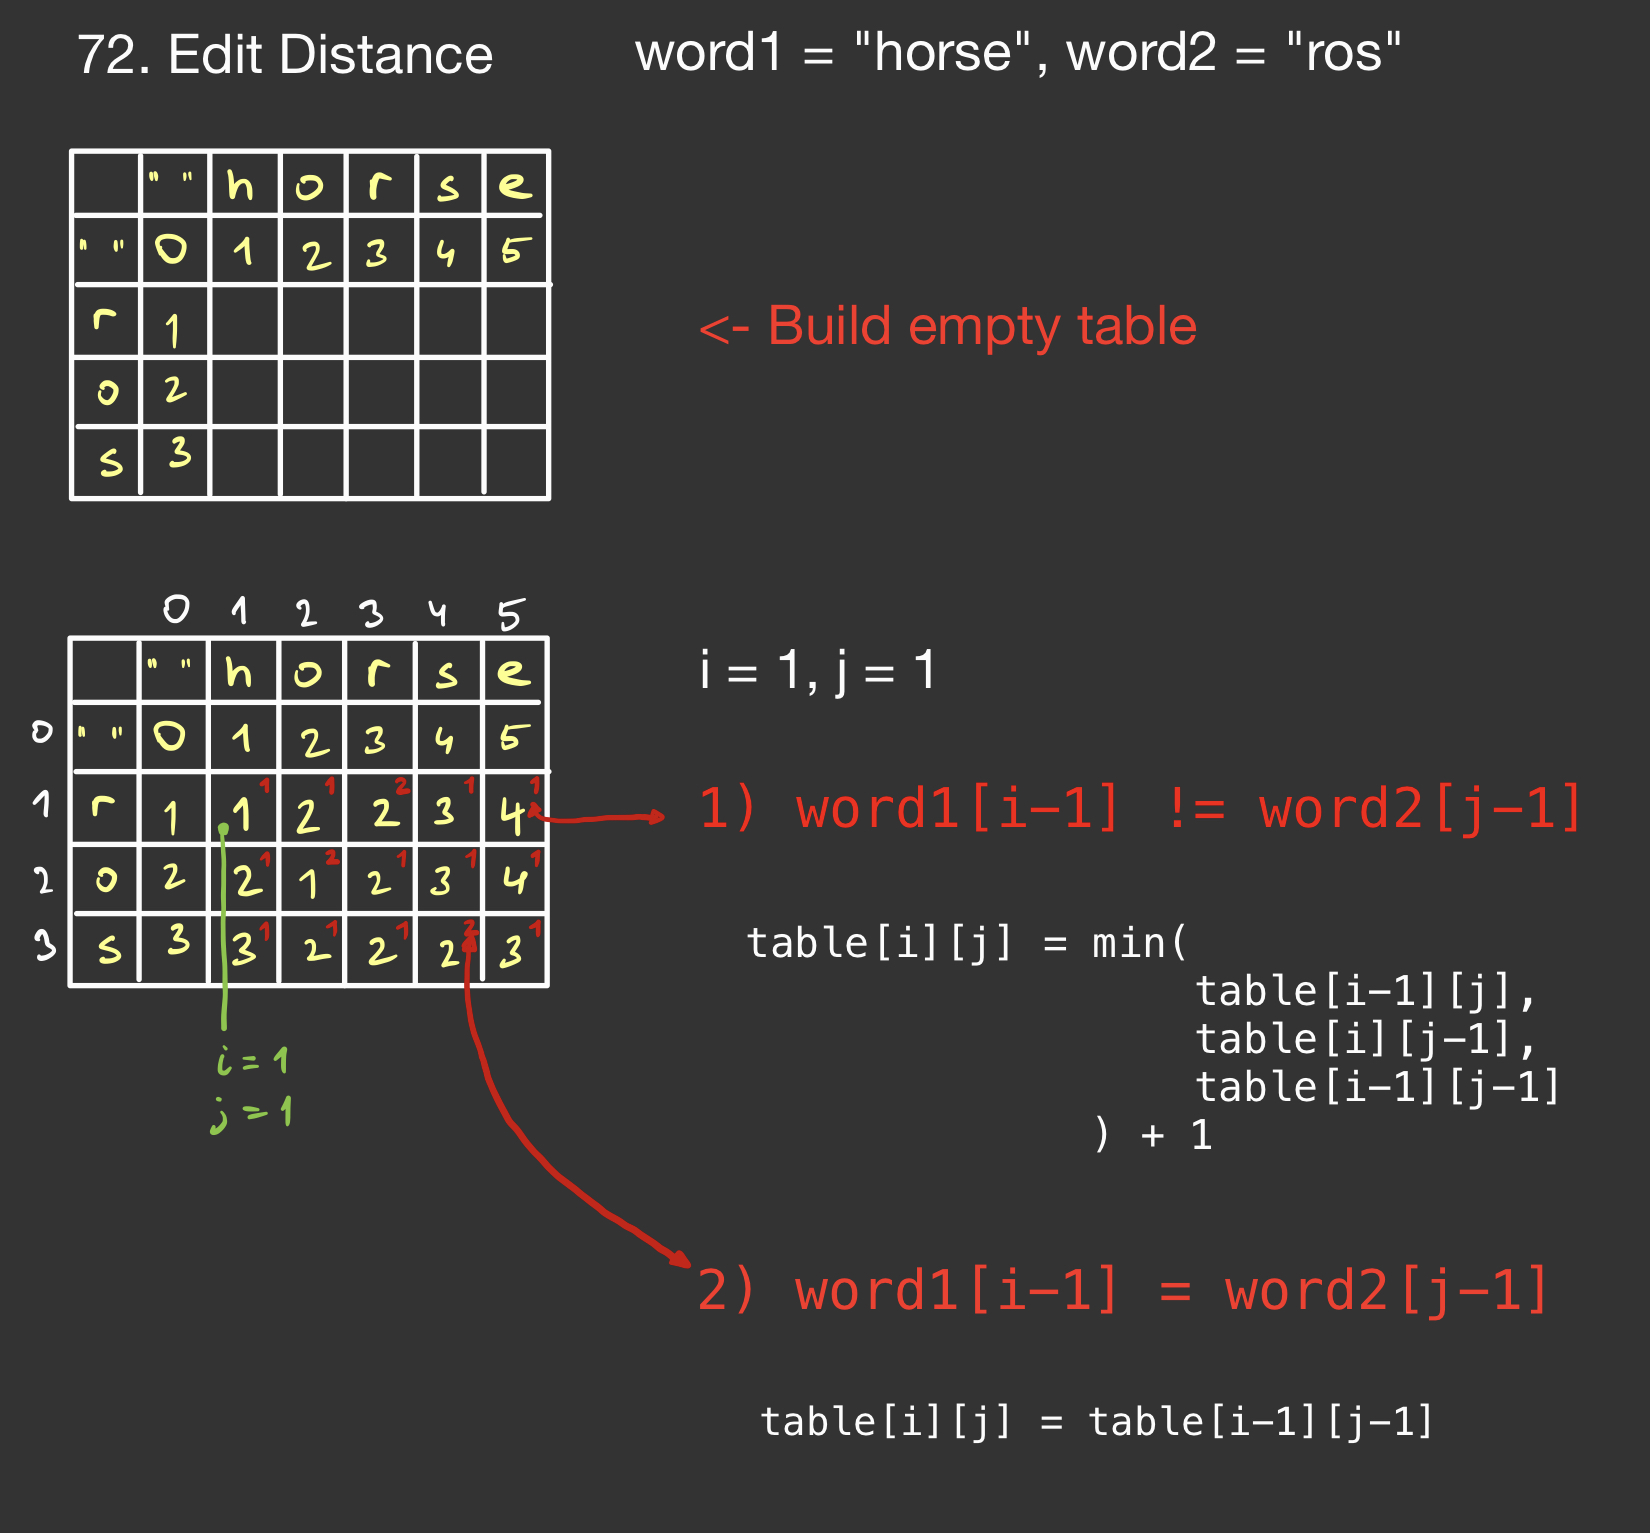 72. Edit Distance word1 = "horse", word2 = "ros"
" " h o r s e
" " 0 1 2 3 4 5
r 1
<- Build empty table
o 2
s 3
0 1 2 3 4 5
" " h o r s e
i = 1, j = 1
0 " " 0 1 2 3 4 5
1 r 1 1 1 2 1 2 2 3 1 4 1
1) word1[i-1] != word2[j-1]
2 o 2 2 1 1 2 2 1 3 1 4 1
3 s 3 3 1 2 1 2 1 2 2 3 1
table[i][j] = min(
table[i-1][j],
table[i][j-1],
table[i-1][j-1]
) + 1
i = 1
j = 1
2) word1[i-1] = word2[j-1]
table[i][j] = table[i-1][j-1]